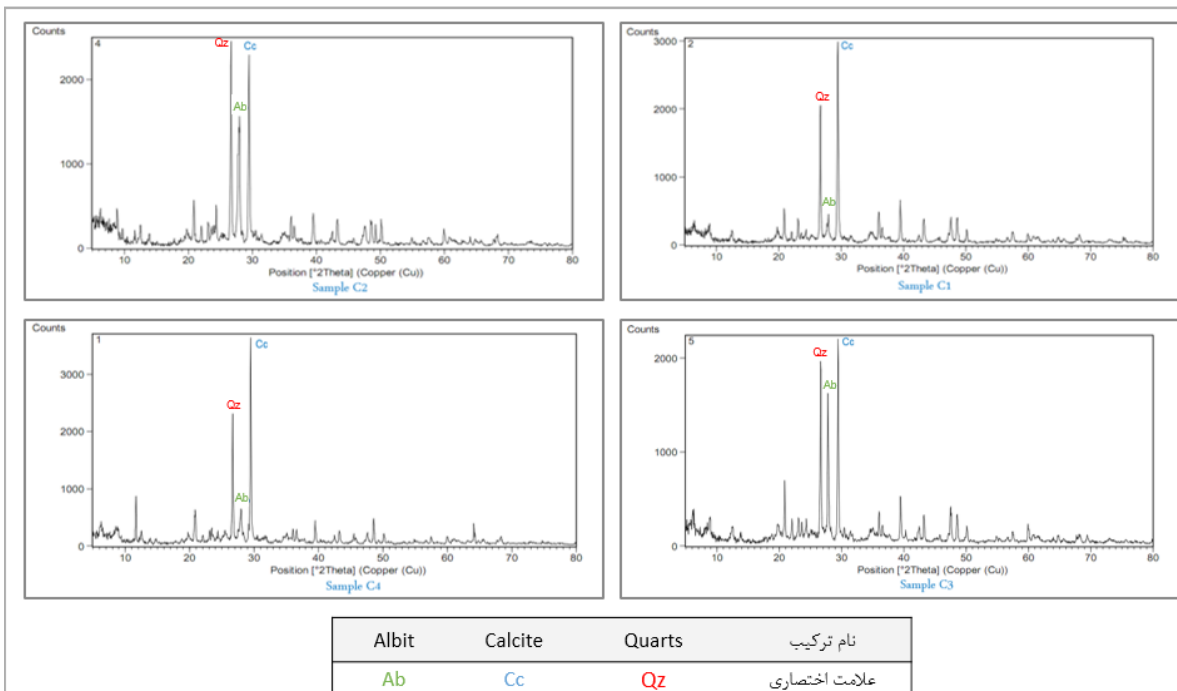 Counts
4
Qz
Cc
Ab
2000
1000
0
10 20 30 40 50 60 70 80
Position [°2Theta] (Copper (Cu))
Sample C2
Counts
2
Cc
Qz
Ab
3000
2000
1000
0
10 20 30 40 50 60 70 80
Position [°2Theta] (Copper (Cu))
Sample C1
Counts
1
Cc
Qz
Ab
3000
2000
1000
0
10 20 30 40 50 60 70 80
Position [°2Theta] (Copper (Cu))
Sample C4
Counts
5
Cc
Qz
Ab
2000
1000
0
10 20 30 40 50 60 70 80
Position [°2Theta] (Copper (Cu))
Sample C3
Albit Calcite Quarts نام ترکیب
Ab Cc Qz علامت اختصاری